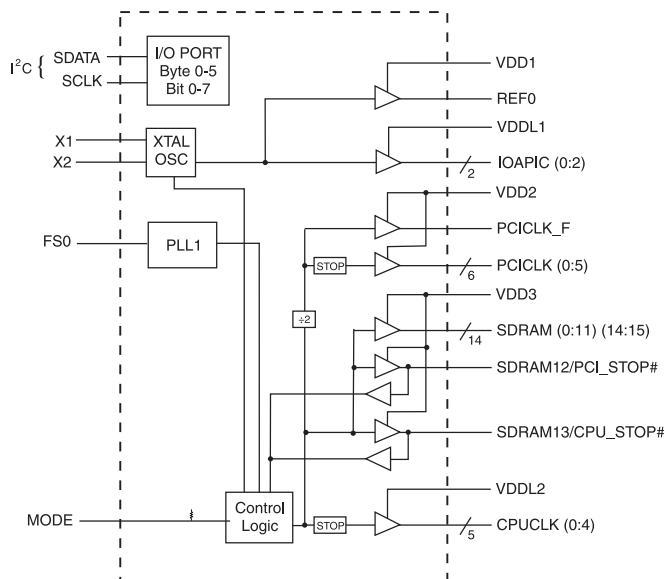 I²C { SDATA
SCLK
I/O PORT
Byte 0-5
Bit 0-7
VDD1
REF0
VDDL1
X1
X2
XTAL
OSC
2
IOAPIC (0:2)
VDD2
FS0
PLL1
PCICLK_F
STOP
6
PCICLK (0:5)
VDD3
÷2
14
SDRAM (0:11) (14:15)
SDRAM12/PCI_STOP#
SDRAM13/CPU_STOP#
VDDL2
MODE
Control
Logic
STOP
5
CPUCLK (0:4)